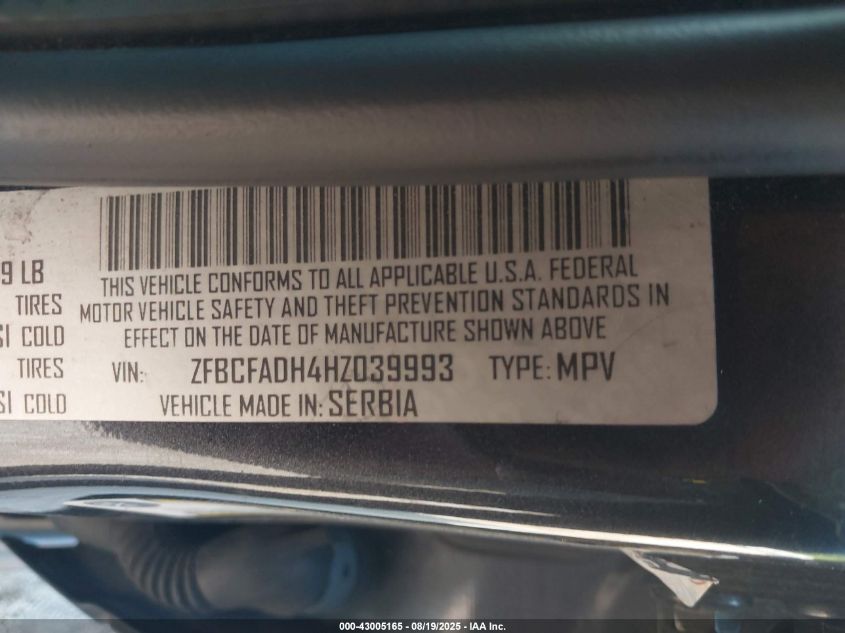 9 LB
TIRES
SI COLD
TIRES
SI COLD
THIS VEHICLE CONFORMS TO ALL APPLICABLE U.S.A. FEDERAL
MOTOR VEHICLE SAFETY AND THEFT PREVENTION STANDARDS IN
EFFECT ON THE DATE OF MANUFACTURE SHOWN ABOVE
VIN: ZFBCFADH4HZ039993 TYPE: MPV
VEHICLE MADE IN: SERBIA
000-43005165 - 08/19/2025 - IAA Inc.